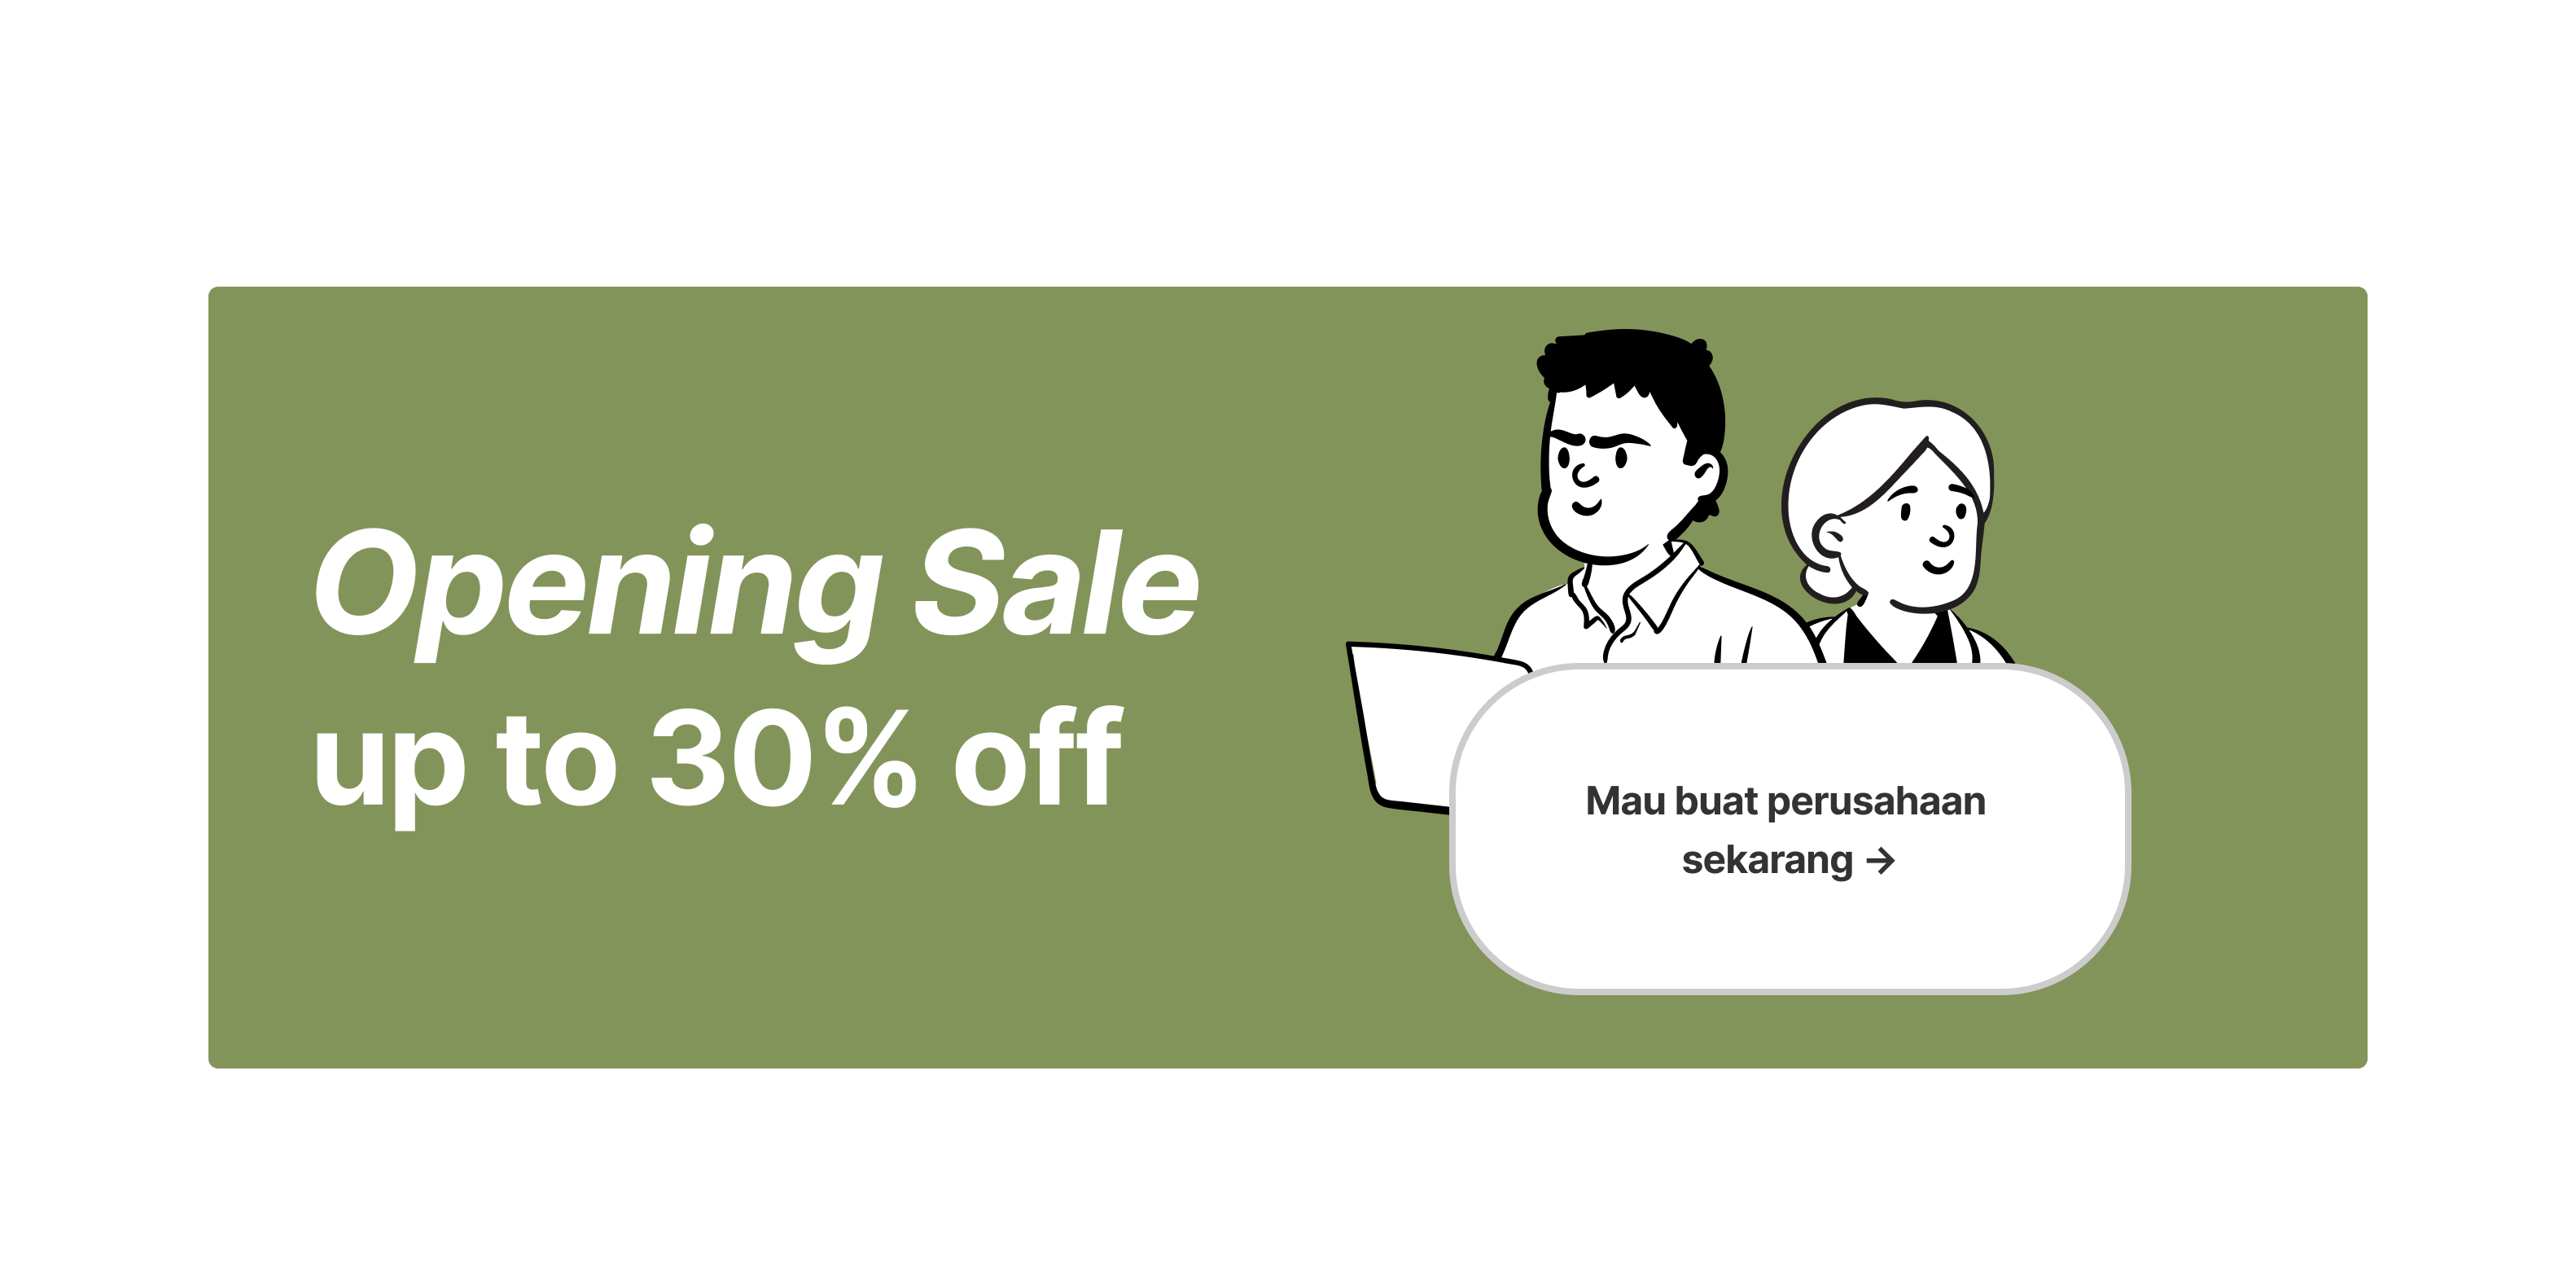 Opening Sale
up to 30% off
Mau buat perusahaan
sekarang →